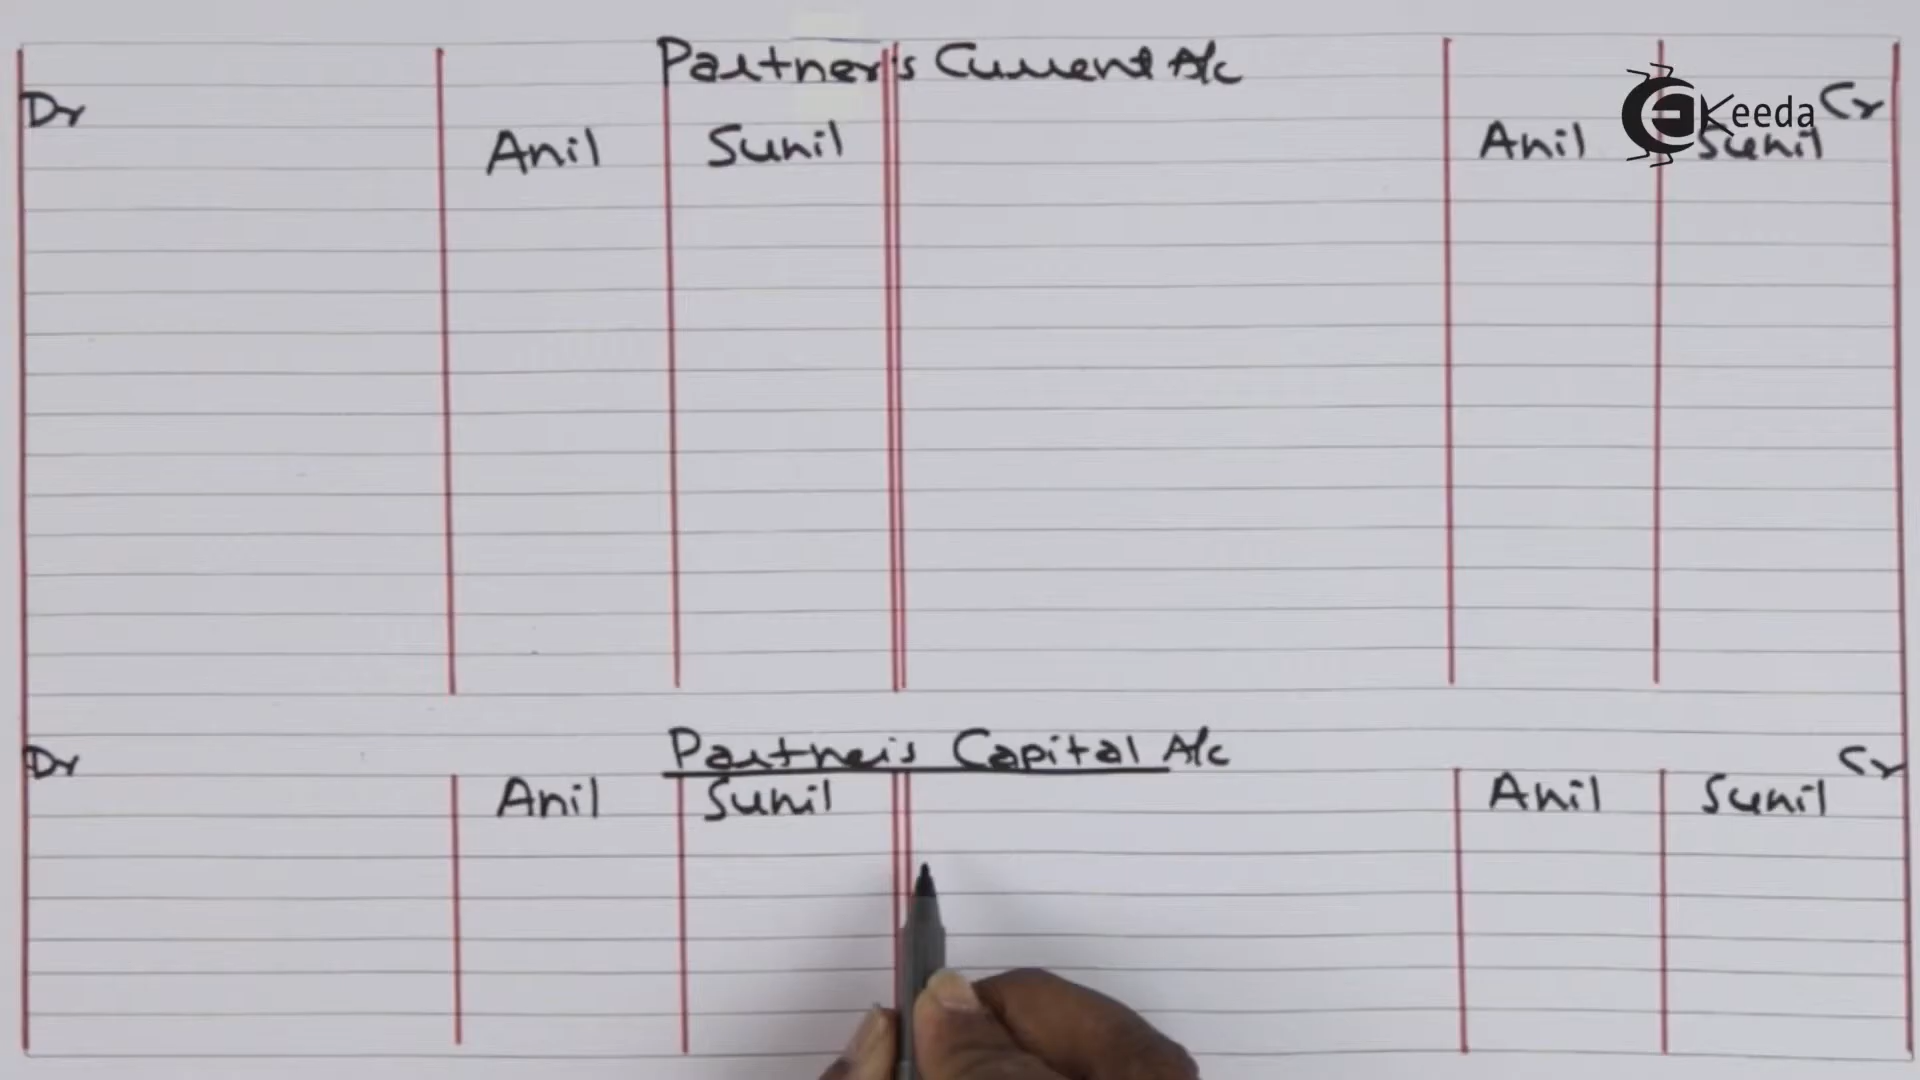 Partner's Current A/c
Dr Cr
Anil Sunil Anil Sunil
Keeda
Partner's Capital A/c
Dr Cr
Anil Sunil Anil Sunil